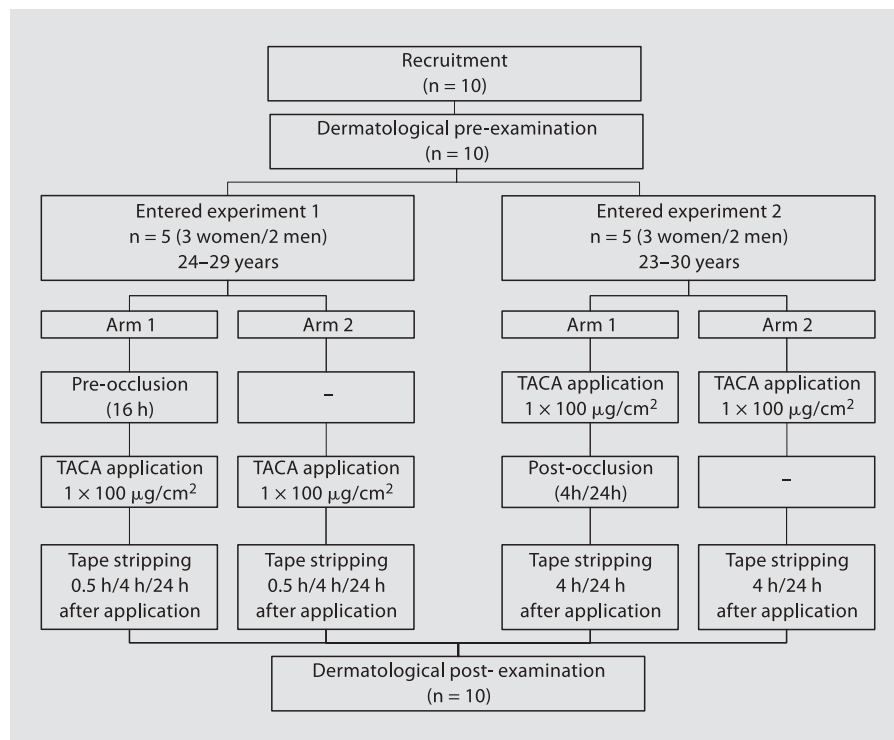 Recruitment
(n = 10)
Dermatological pre-examination
(n = 10)
Entered experiment 1
n = 5 (3 women/2 men)
24–29 years
Entered experiment 2
n = 5 (3 women/2 men)
23–30 years
Arm 1
Arm 2
Arm 1
Arm 2
Pre-occlusion
(16 h)
–
TACA application
1 × 100 μg/cm²
TACA application
1 × 100 μg/cm²
TACA application
1 × 100 μg/cm²
TACA application
1 × 100 μg/cm²
Post-occlusion
(4h/24h)
–
Tape stripping
0.5 h/4 h/24 h
after application
Tape stripping
0.5 h/4 h/24 h
after application
Tape stripping
4 h/24 h
after application
Tape stripping
4 h/24 h
after application
Dermatological post- examination
(n = 10)